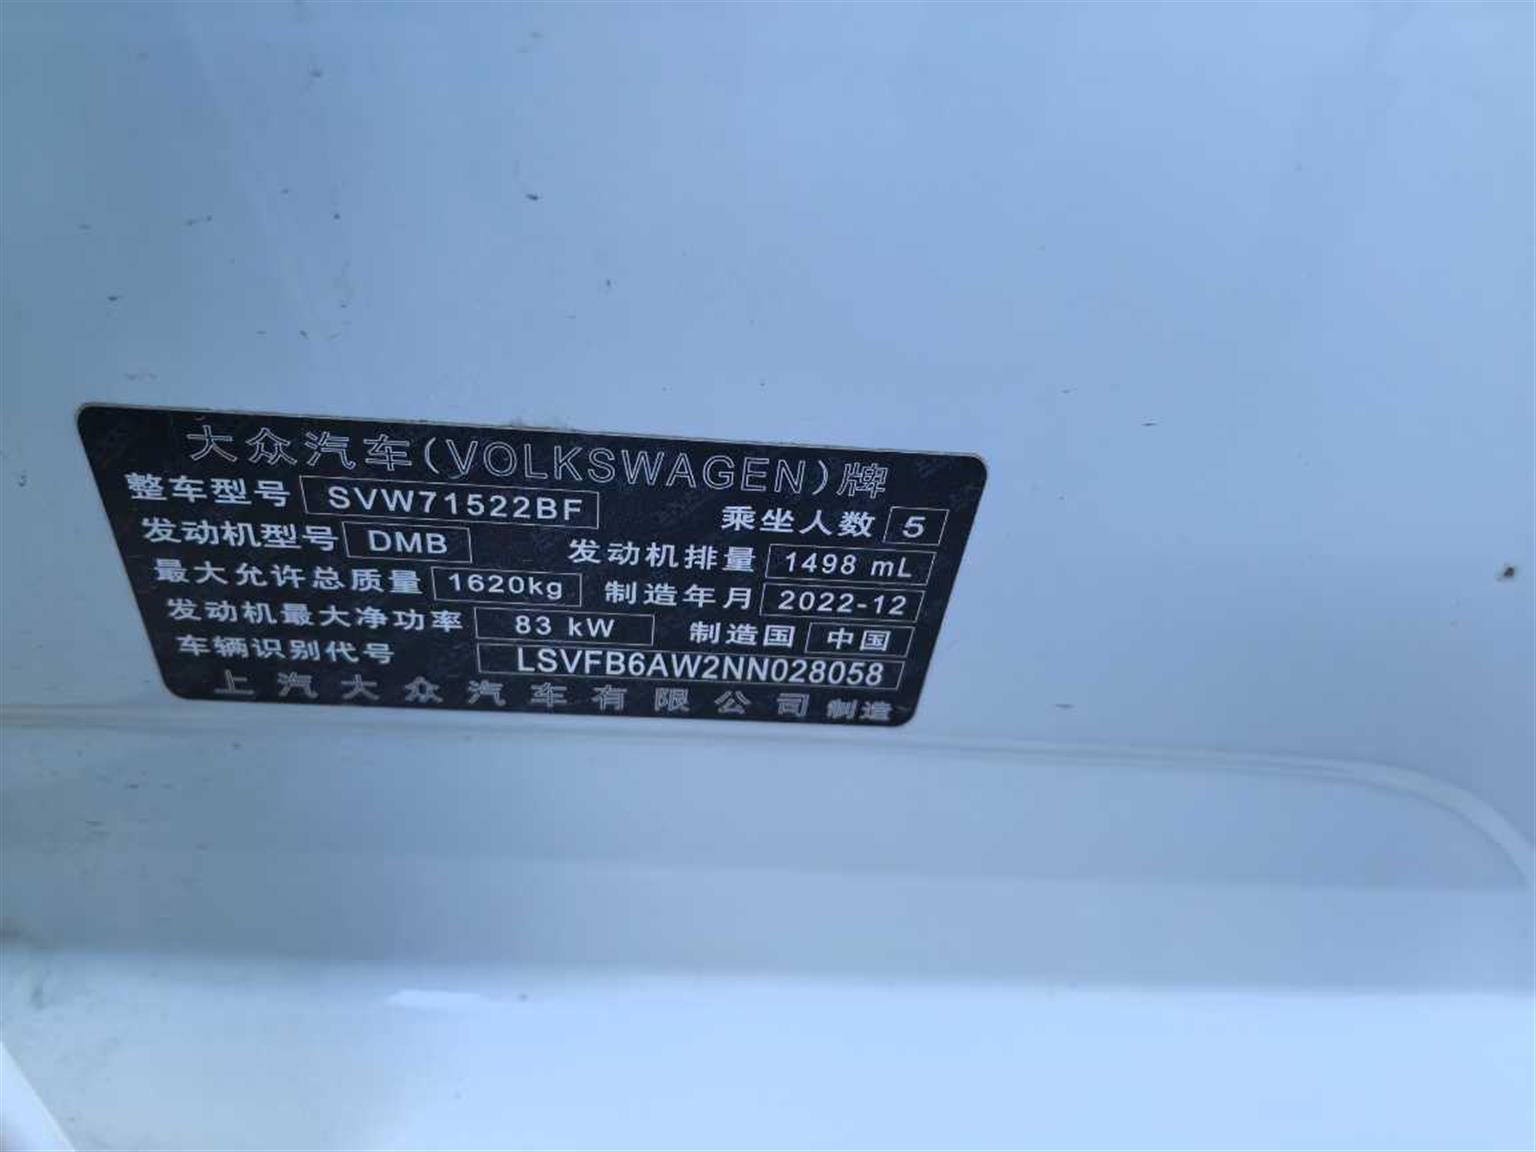 大众汽车(VOLKSWAGEN)牌
整车型号 SVW71522BF 乘坐人数 5
发动机型号 DMB 发动机排量 1498 mL
最大允许总质量 1620kg 制造年月 2022-12
发动机最大净功率 83 kW 制造国 中国
车辆识别代号 LSVFB6AW2NN028058
上汽大众汽车有限公司 制造